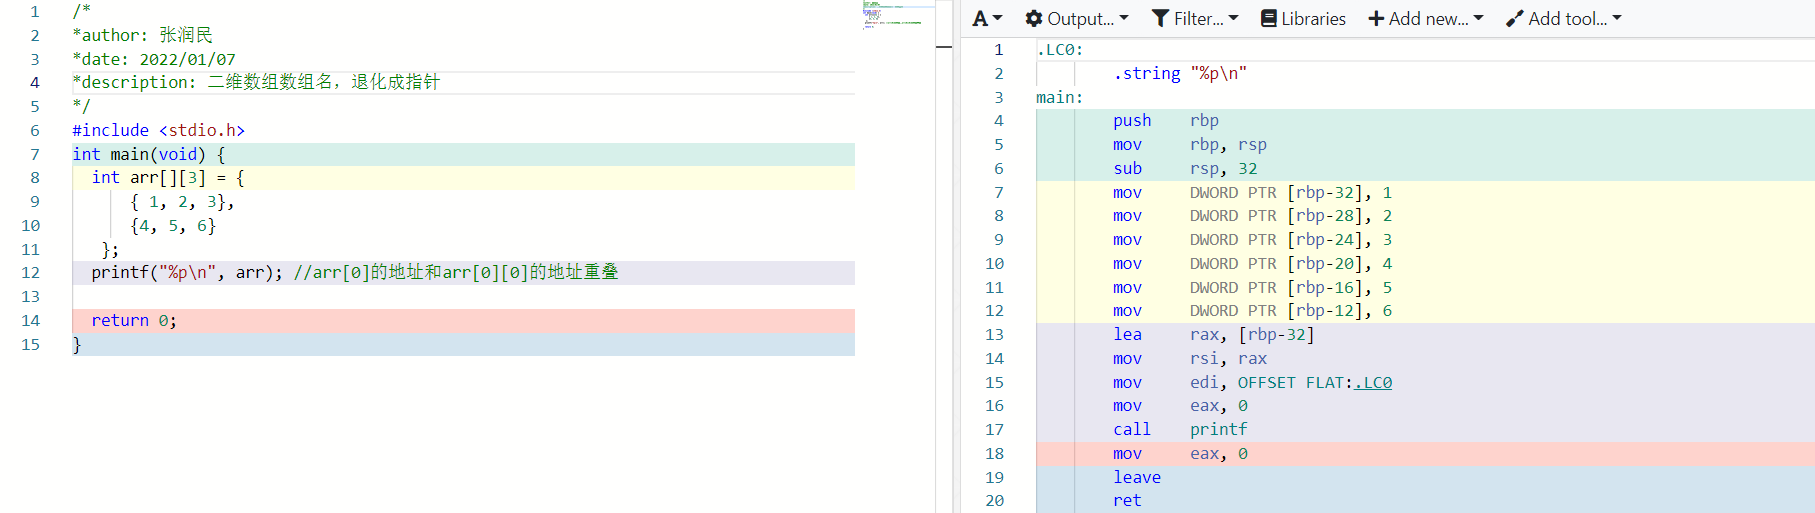 1 /*
2 *author: 张润民
3 *date: 2022/01/07
4 *description: 二维数组数组名，退化成指针
5 */
6 #include <stdio.h>
7 int main(void) {
8 int arr[][3] = {
9 { 1, 2, 3},
10 {4, 5, 6}
11 };
12 printf("%p\n", arr); //arr[0]的地址和arr[0][0]的地址重叠
13
14 return 0;
15 }
A Output... Filter... Libraries Add new... Add tool...
1 .LC0:
2 .string "%p\n"
3 main:
4 push rbp
5 mov rbp, rsp
6 sub rsp, 32
7 mov DWORD PTR [rbp-32], 1
8 mov DWORD PTR [rbp-28], 2
9 mov DWORD PTR [rbp-24], 3
10 mov DWORD PTR [rbp-20], 4
11 mov DWORD PTR [rbp-16], 5
12 mov DWORD PTR [rbp-12], 6
13 lea rax, [rbp-32]
14 mov rsi, rax
15 mov edi, OFFSET FLAT:.LC0
16 mov eax, 0
17 call printf
18 mov eax, 0
19 leave
20 ret